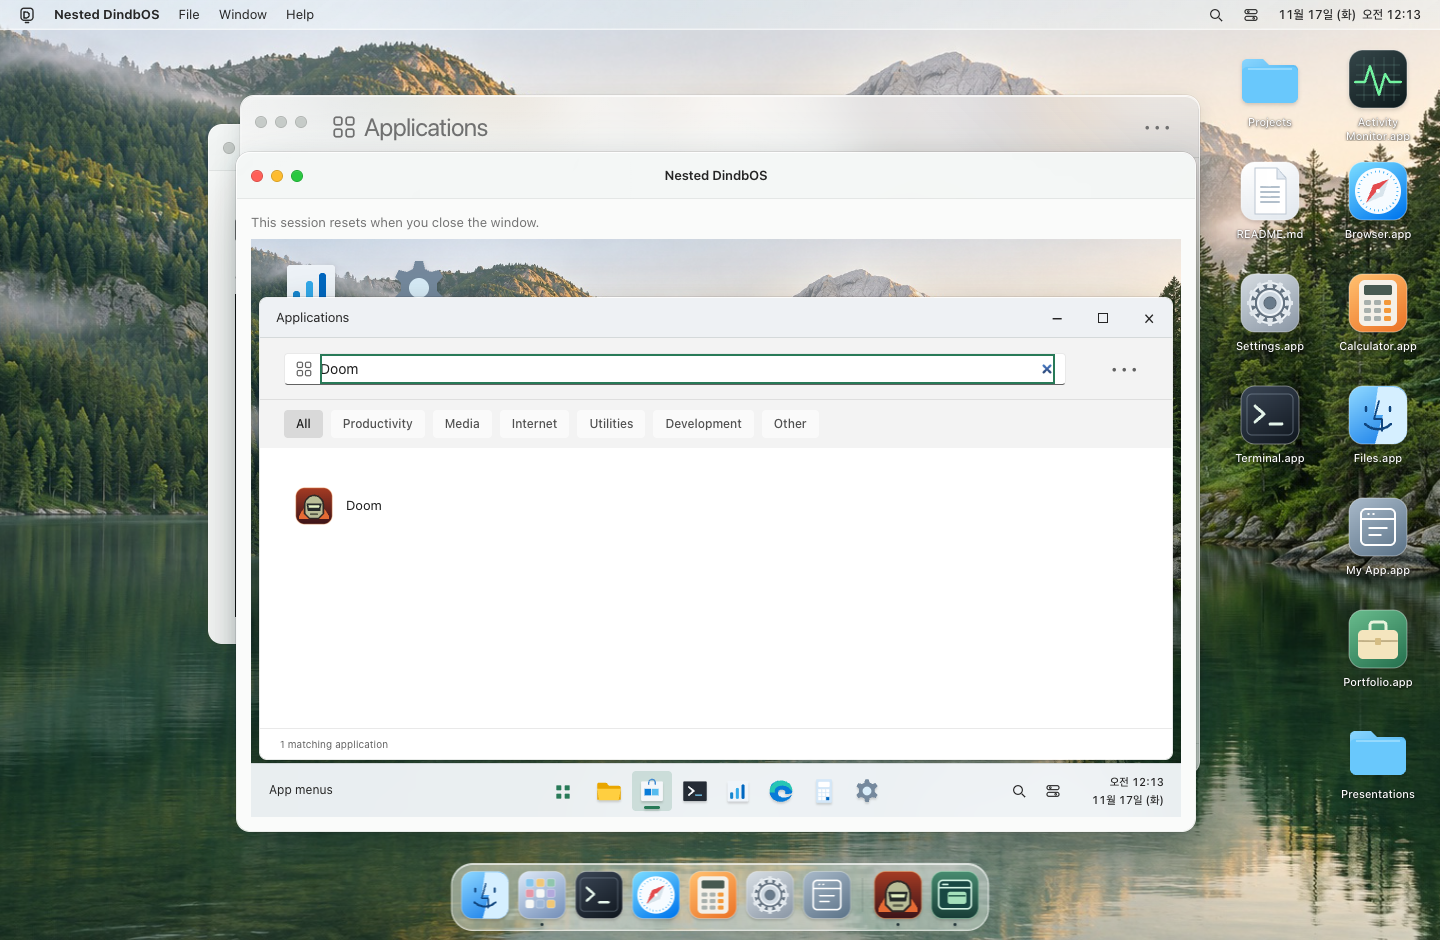 Nested DindbOS File Window Help
11월 17일 (화) 오전 12:13
Applications
Nested DindbOS
This session resets when you close the window.
Applications
Doom
All Productivity Media Internet Utilities Development Other
Doom
1 matching application
App menus
오전 12:13
11월 17일 (화)
Projects
Activity
Monitor.app
README.md
Browser.app
Settings.app
Calculator.app
Terminal.app
Files.app
My App.app
Portfolio.app
Presentations